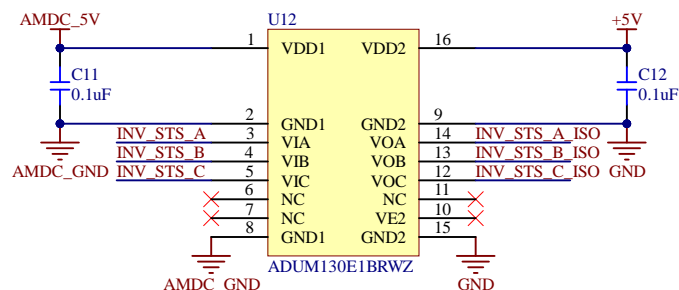 AMDC_5V U12 +5V
1 VDD1 VDD2 16
C11 C12
0.1uF 0.1uF
2 GND1 GND2 9
INV_STS_A 3 VIA VOA 14 INV_STS_A_ISO
INV_STS_B 4 VIB VOB 13 INV_STS_B_ISO
INV_STS_C 5 VIC VOC 12 INV_STS_C_ISO
AMDC_GND GND
6 NC NC 11
7 NC VE2 10
8 GND1 GND2 15
ADUM130E1BRWZ
AMDC_GND GND